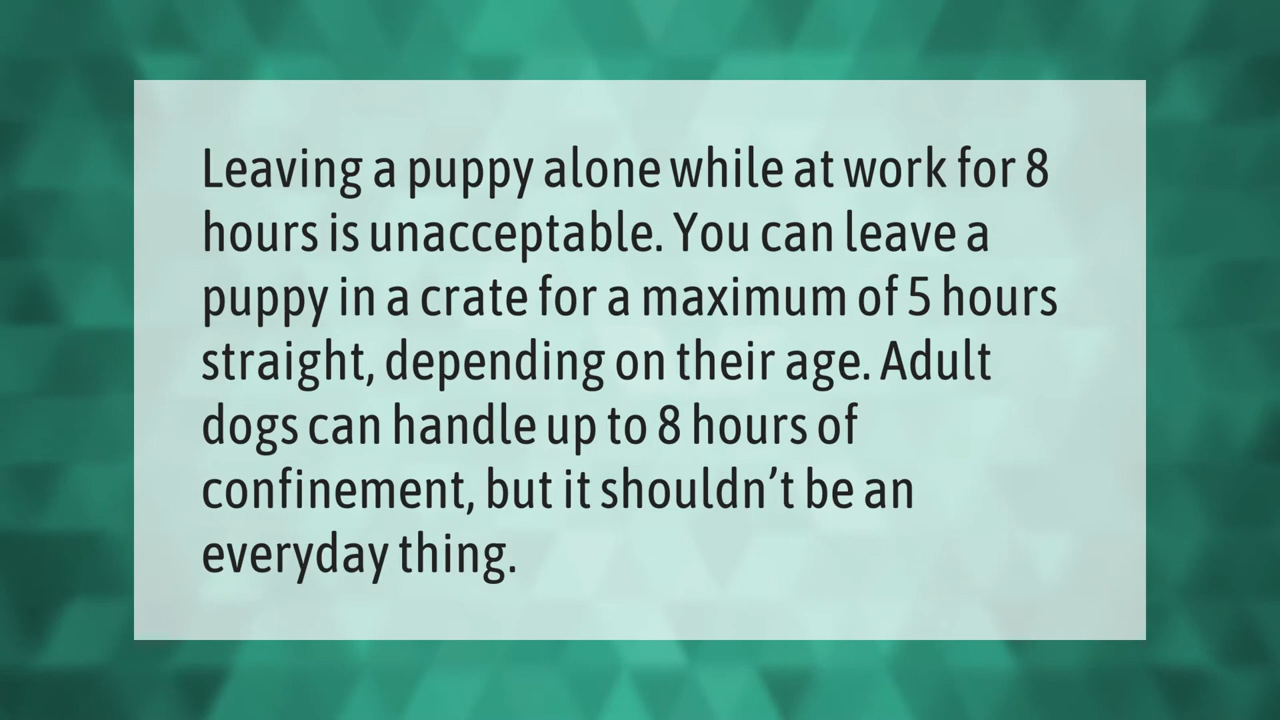 Leaving a puppy alone while at work for 8
hours is unacceptable. You can leave a
puppy in a crate for a maximum of 5 hours
straight, depending on their age. Adult
dogs can handle up to 8 hours of
confinement, but it shouldn’t be an
everyday thing.